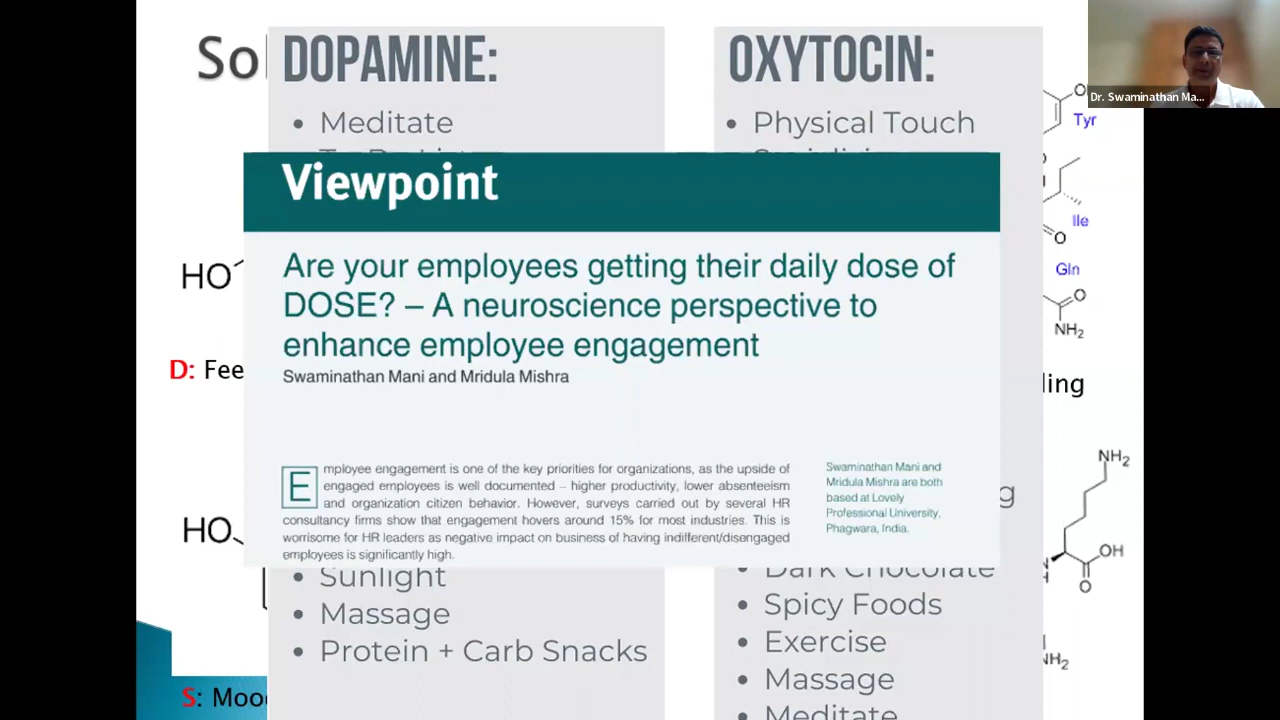 So
DOPAMINE:
• Meditate
OXYTOCIN:
• Physical Touch
Dr. Swaminathan Ma...
Tyr
Ile
O
Gln
O
NH₂
HO
Viewpoint
Are your employees getting their daily dose of
DOSE? – A neuroscience perspective to
enhance employee engagement
Swaminathan Mani and Mridula Mishra
Employee engagement is one of the key priorities for organizations, as the upside of
engaged employees is well documented – higher productivity, lower absenteeism
and organization citizen behavior. However, surveys carried out by several HR
consultancy firms show that engagement hovers around 15% for most industries. This is
worrisome for HR leaders as negative impact on business of having indifferent/disengaged
employees is significantly high.
Swaminathan Mani and
Mridula Mishra are both
based at Lovely
Professional University,
Phagwara, India.
D: Fee
ling
g
HO
NH₂
OH
O
• Sunlight
• Massage
• Protein + Carb Snacks
• Dark Chocolate
• Spicy Foods
• Exercise
• Massage
• Meditate
NH₂
S: Moo